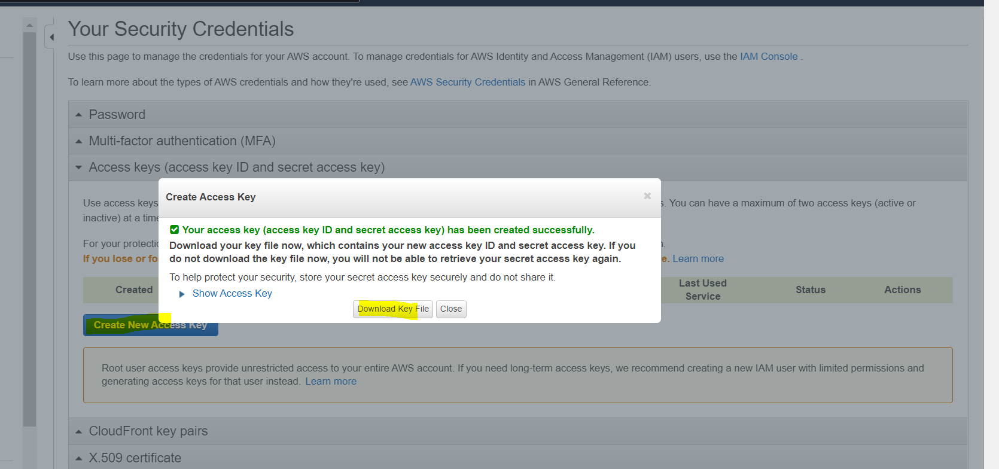 Your Security Credentials
Use this page to manage the credentials for your AWS account. To manage credentials for AWS Identity and Access Management (IAM) users, use the IAM Console .
To learn more about the types of AWS credentials and how they're used, see AWS Security Credentials in AWS General Reference.
Password
Multi-factor authentication (MFA)
Access keys (access key ID and secret access key)
Create Access Key
Use access keys
s. You can have a maximum of two access keys (active or
inactive) at a time
Your access key (access key ID and secret access key) has been created successfully.
Download your key file now, which contains your new access key ID and secret access key. If you
do not download the key file now, you will not be able to retrieve your secret access key again.
For your protectio
If you lose or fo
e. Learn more
To help protect your security, store your secret access key securely and do not share it.
Show Access Key
Download Key File
Close
Created
Last Used
Service
Status
Actions
Create New Access Key
Root user access keys provide unrestricted access to your entire AWS account. If you need long-term access keys, we recommend creating a new IAM user with limited permissions and
generating access keys for that user instead. Learn more
CloudFront key pairs
X.509 certificate